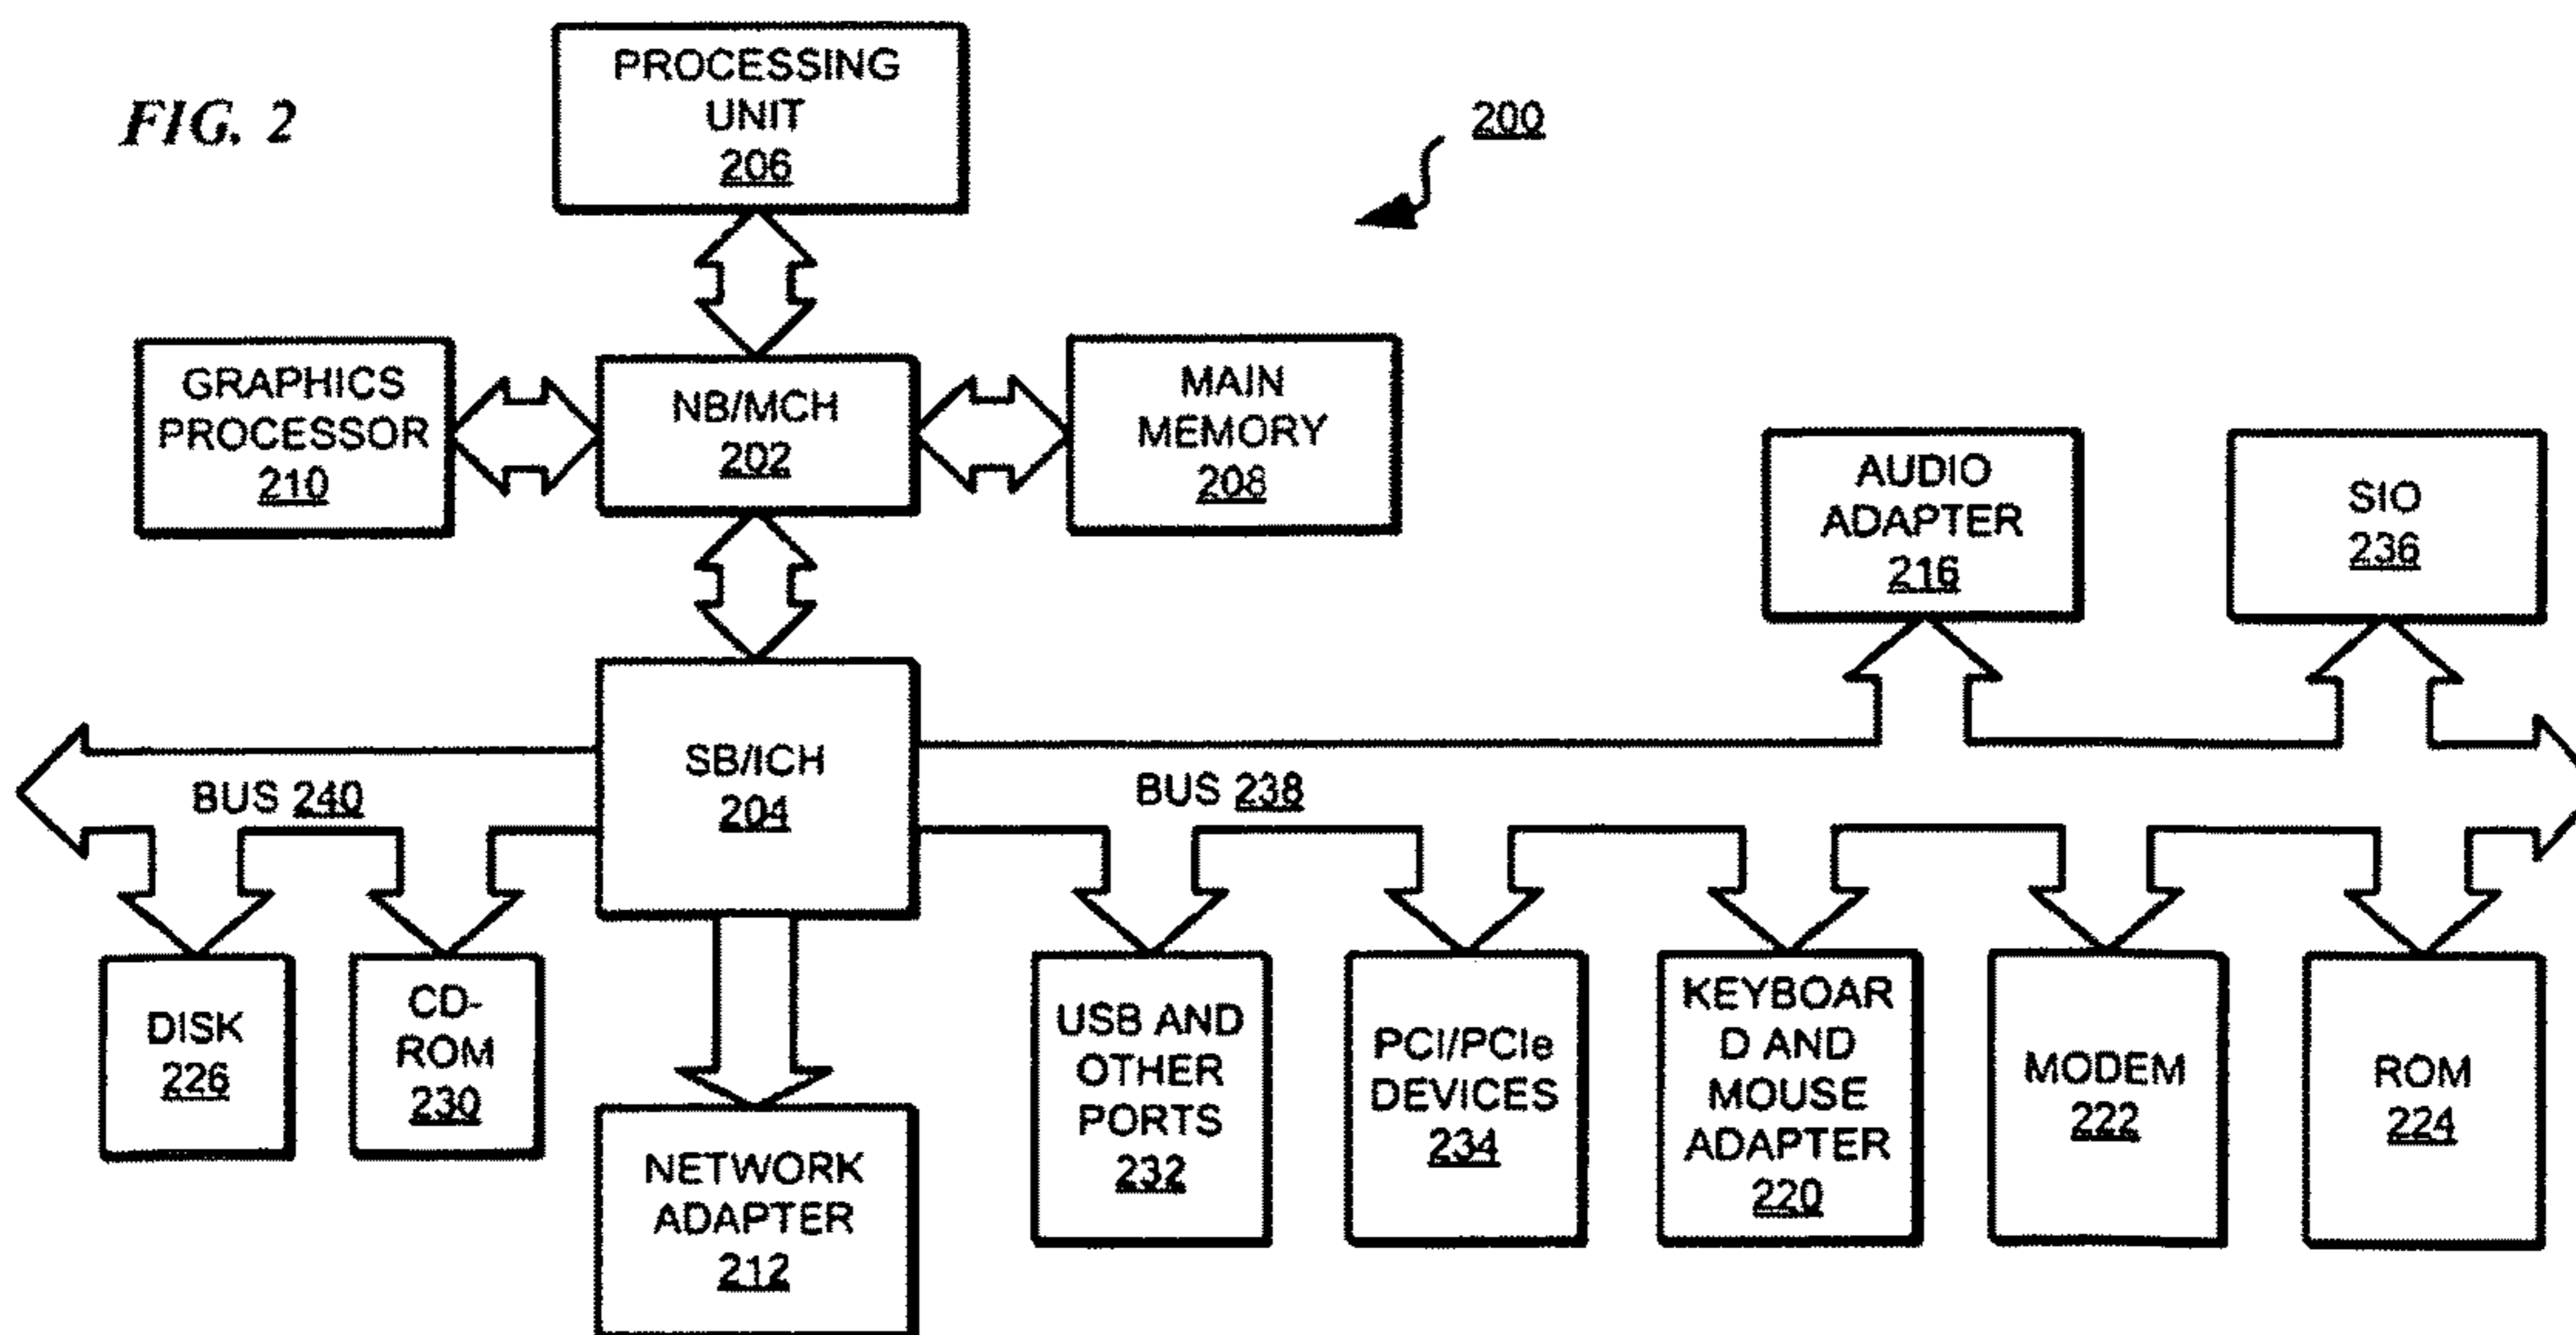 FIG. 2
PROCESSING
UNIT
206
200
GRAPHICS
PROCESSOR
210
NB/MCH
202
MAIN
MEMORY
208
AUDIO
ADAPTER
216
SIO
236
SB/ICH
204
BUS 240
BUS 238
DISK
226
CD-
ROM
230
NETWORK
ADAPTER
212
USB AND
OTHER
PORTS
232
PCI/PCIe
DEVICES
234
KEYBOAR
D AND
MOUSE
ADAPTER
220
MODEM
222
ROM
224